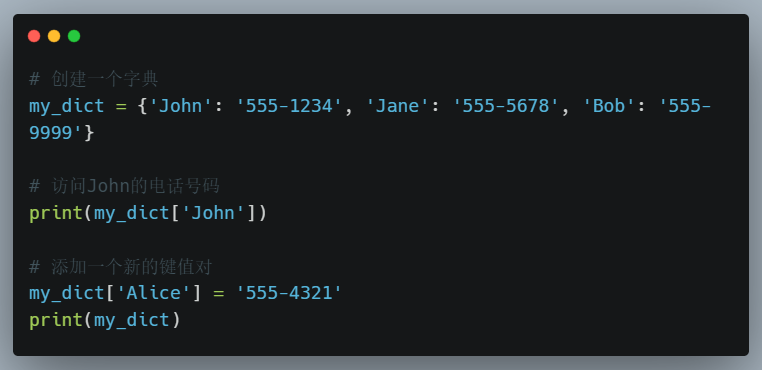 # 创建一个字典
my_dict = {'John': '555-1234', 'Jane': '555-5678', 'Bob': '555-
9999'}
# 访问John的电话号码
print(my_dict['John'])
# 添加一个新的键值对
my_dict['Alice'] = '555-4321'
print(my_dict)